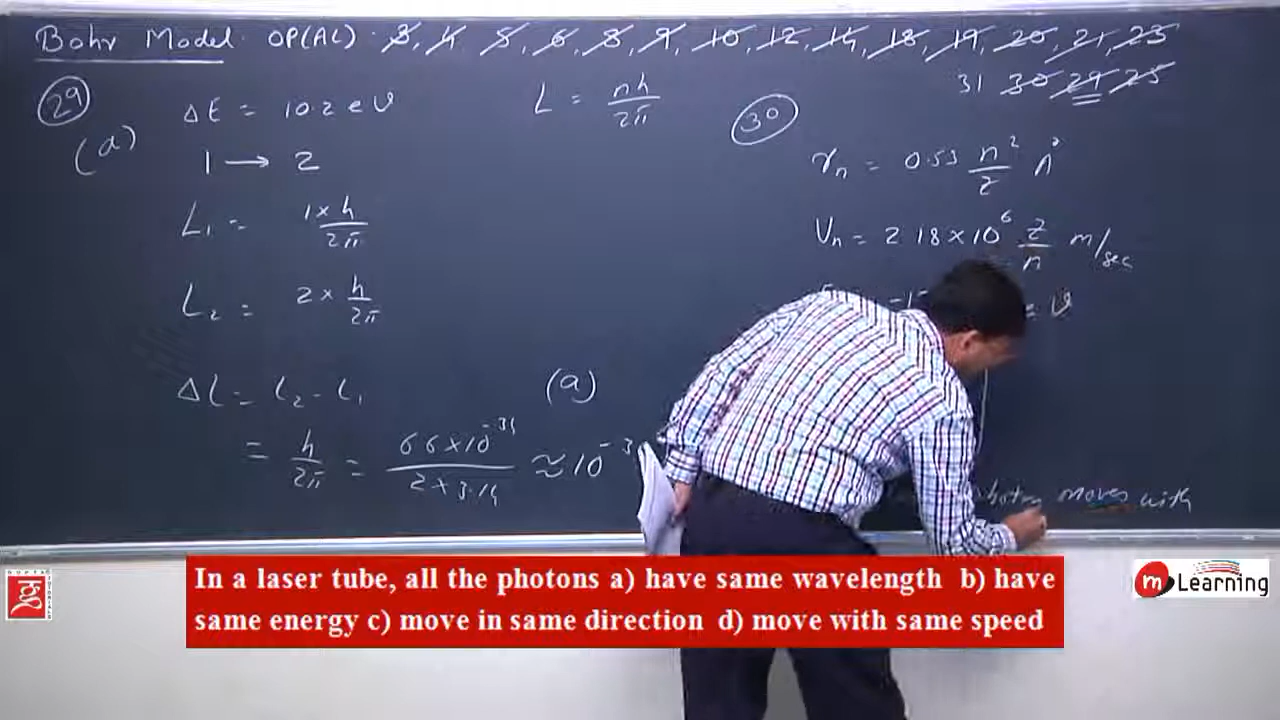 Bohr Model OP(AL) 3, 4, 5, 6, 8, 9, 10, 12, 14, 18, 19, 20, 21, 23
31 30 29 25
29
(a)
ΔE = 10.2 eV
1 → 2
L₁ = 1×h/2π
L₂ = 2×h/2π
ΔL = L₂ - L₁
= h/2π = 6.6×10⁻³⁴/2×3.14 ≈ 10⁻³
(a)
L = nh/2π
30
rₙ = 0.53 n²/z A°
Vₙ = 2.18×10⁶ z/n m/sec
moves with
In a laser tube, all the photons a) have same wavelength b) have
same energy c) move in same direction d) move with same speed
GUPTA TUTORIALS
m Learning